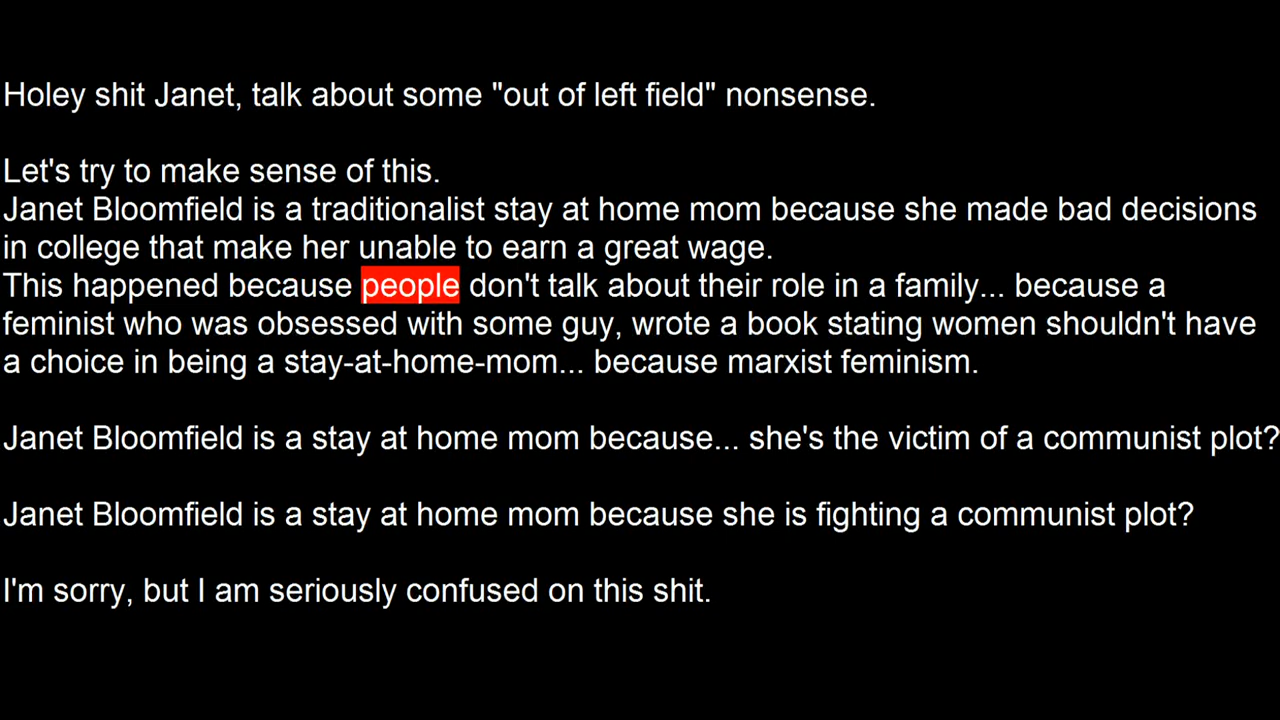 Holey shit Janet, talk about some "out of left field" nonsense.
Let's try to make sense of this.
Janet Bloomfield is a traditionalist stay at home mom because she made bad decisions
in college that make her unable to earn a great wage.
This happened because people don't talk about their role in a family... because a
feminist who was obsessed with some guy, wrote a book stating women shouldn't have
a choice in being a stay-at-home-mom... because marxist feminism.
Janet Bloomfield is a stay at home mom because... she's the victim of a communist plot?
Janet Bloomfield is a stay at home mom because she is fighting a communist plot?
I'm sorry, but I am seriously confused on this shit.